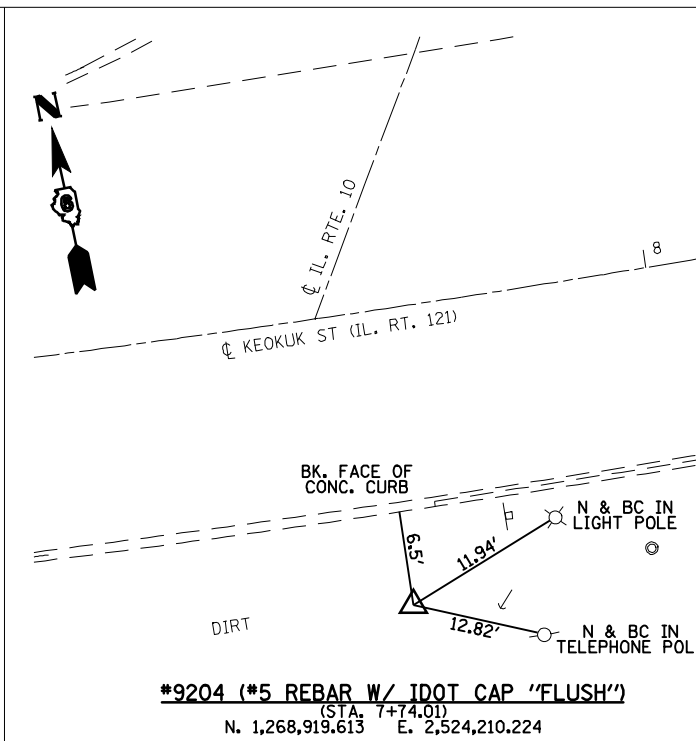 N
6
℄ IL. RTE. 10
8
℄ KEOKUK ST (IL. RT. 121)
BK. FACE OF
CONC. CURB
N & BC IN
LIGHT POLE
6.5'
11.94'
DIRT
12.82'
N & BC IN
TELEPHONE POL
#9204 (#5 REBAR W/ IDOT CAP "FLUSH")
(STA. 7+74.01)
N. 1,268,919.613 E. 2,524,210.224